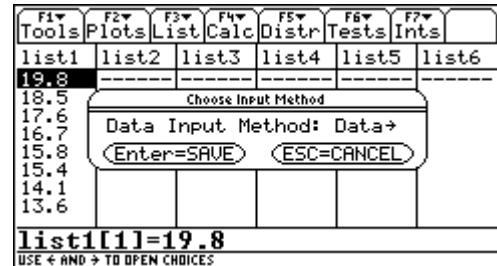 F1▾ F2▾ F3▾ F4▾ F5▾ F6▾ F7▾
Tools Plots List Calc Distr Tests Ints
list1 list2 list3 list4 list5 list6
19.8 ------ ------ ------ ------ ------
18.5
17.6
16.7
15.8
15.4
14.1
13.6
Choose Input Method
Data Input Method: Data→
Enter=SAVE ESC=CANCEL
list1[1]=19.8
USE ← AND → TO OPEN CHOICES